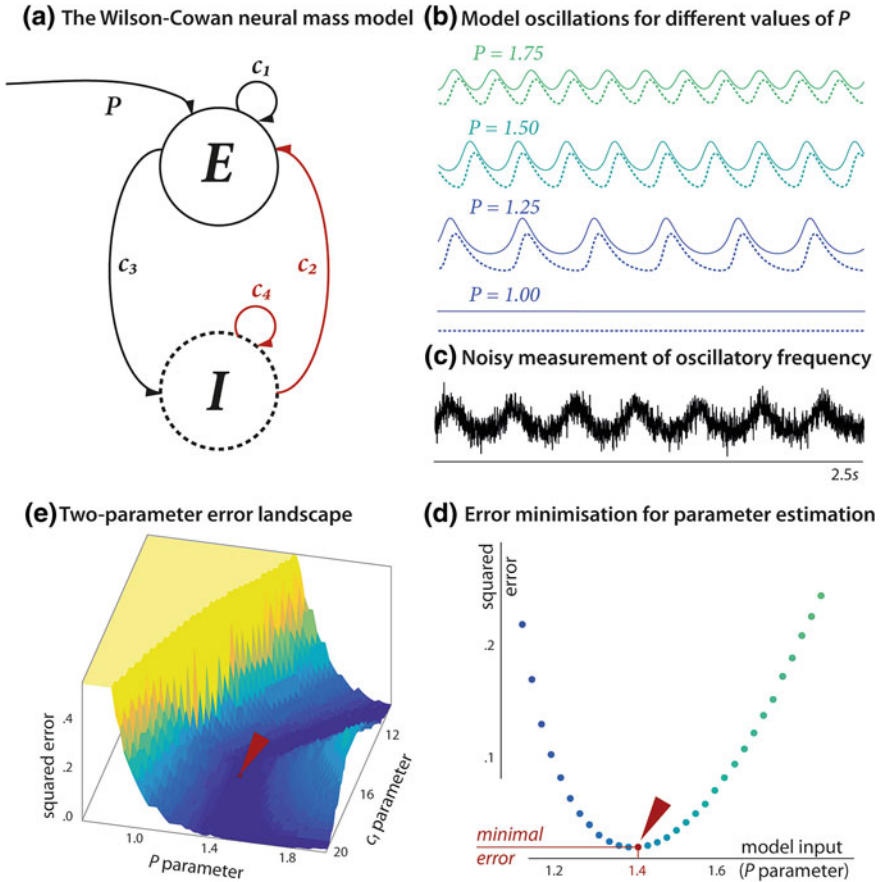 (a) The Wilson-Cowan neural mass model
P
c1
E
c3
c2
c4
I
(b) Model oscillations for different values of P
P = 1.75
P = 1.50
P = 1.25
P = 1.00
(c) Noisy measurement of oscillatory frequency
2.5s
(e) Two-parameter error landscape
squared error
.4
.2
.0
1.0
1.4
1.8
P parameter
12
16
20
c1 parameter
(d) Error minimisation for parameter estimation
squared
error
.2
.1
minimal
error
1.2
1.4
1.6
model input
(P parameter)